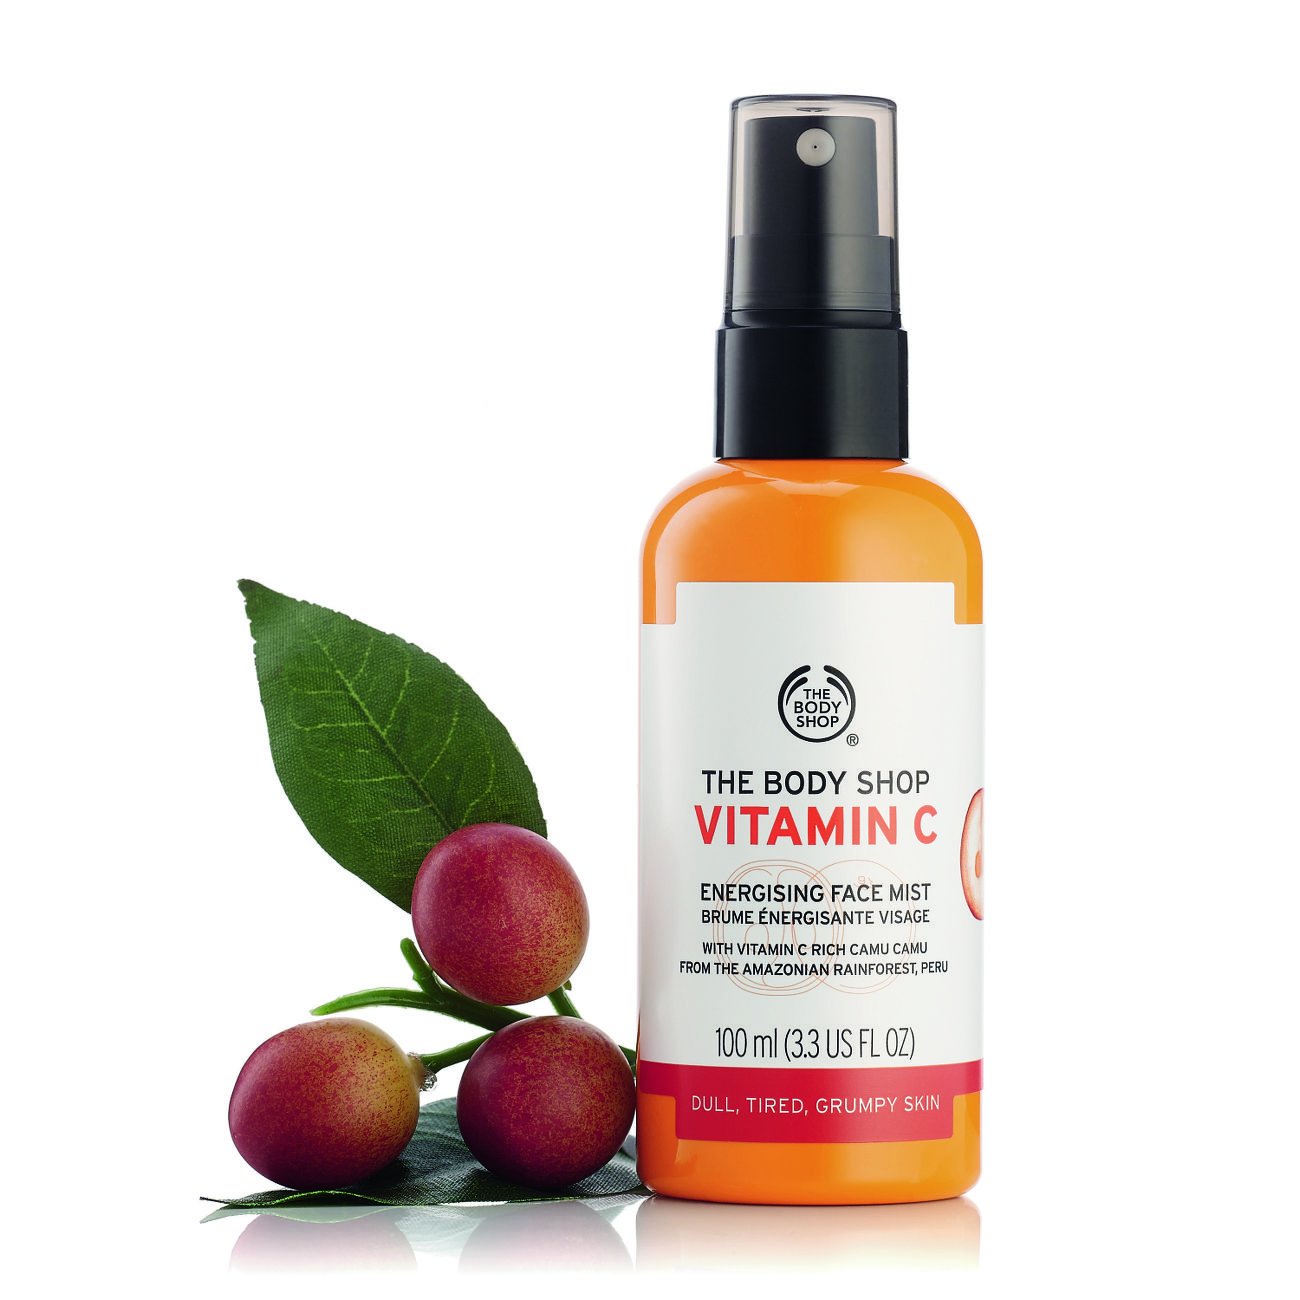 THE
BODY
SHOP
®
THE BODY SHOP
VITAMIN C
ENERGISING FACE MIST
BRUME ÉNERGISANTE VISAGE
WITH VITAMIN C RICH CAMU CAMU
FROM THE AMAZONIAN RAINFOREST, PERU
100 ml (3.3 US FL OZ)
DULL, TIRED, GRUMPY SKIN